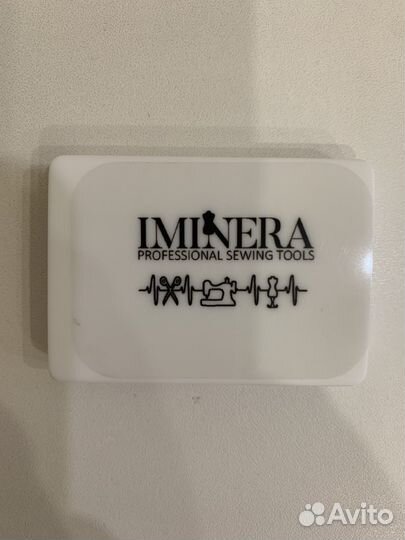 IMINERA
PROFESSIONAL SEWING TOOLS
Avito